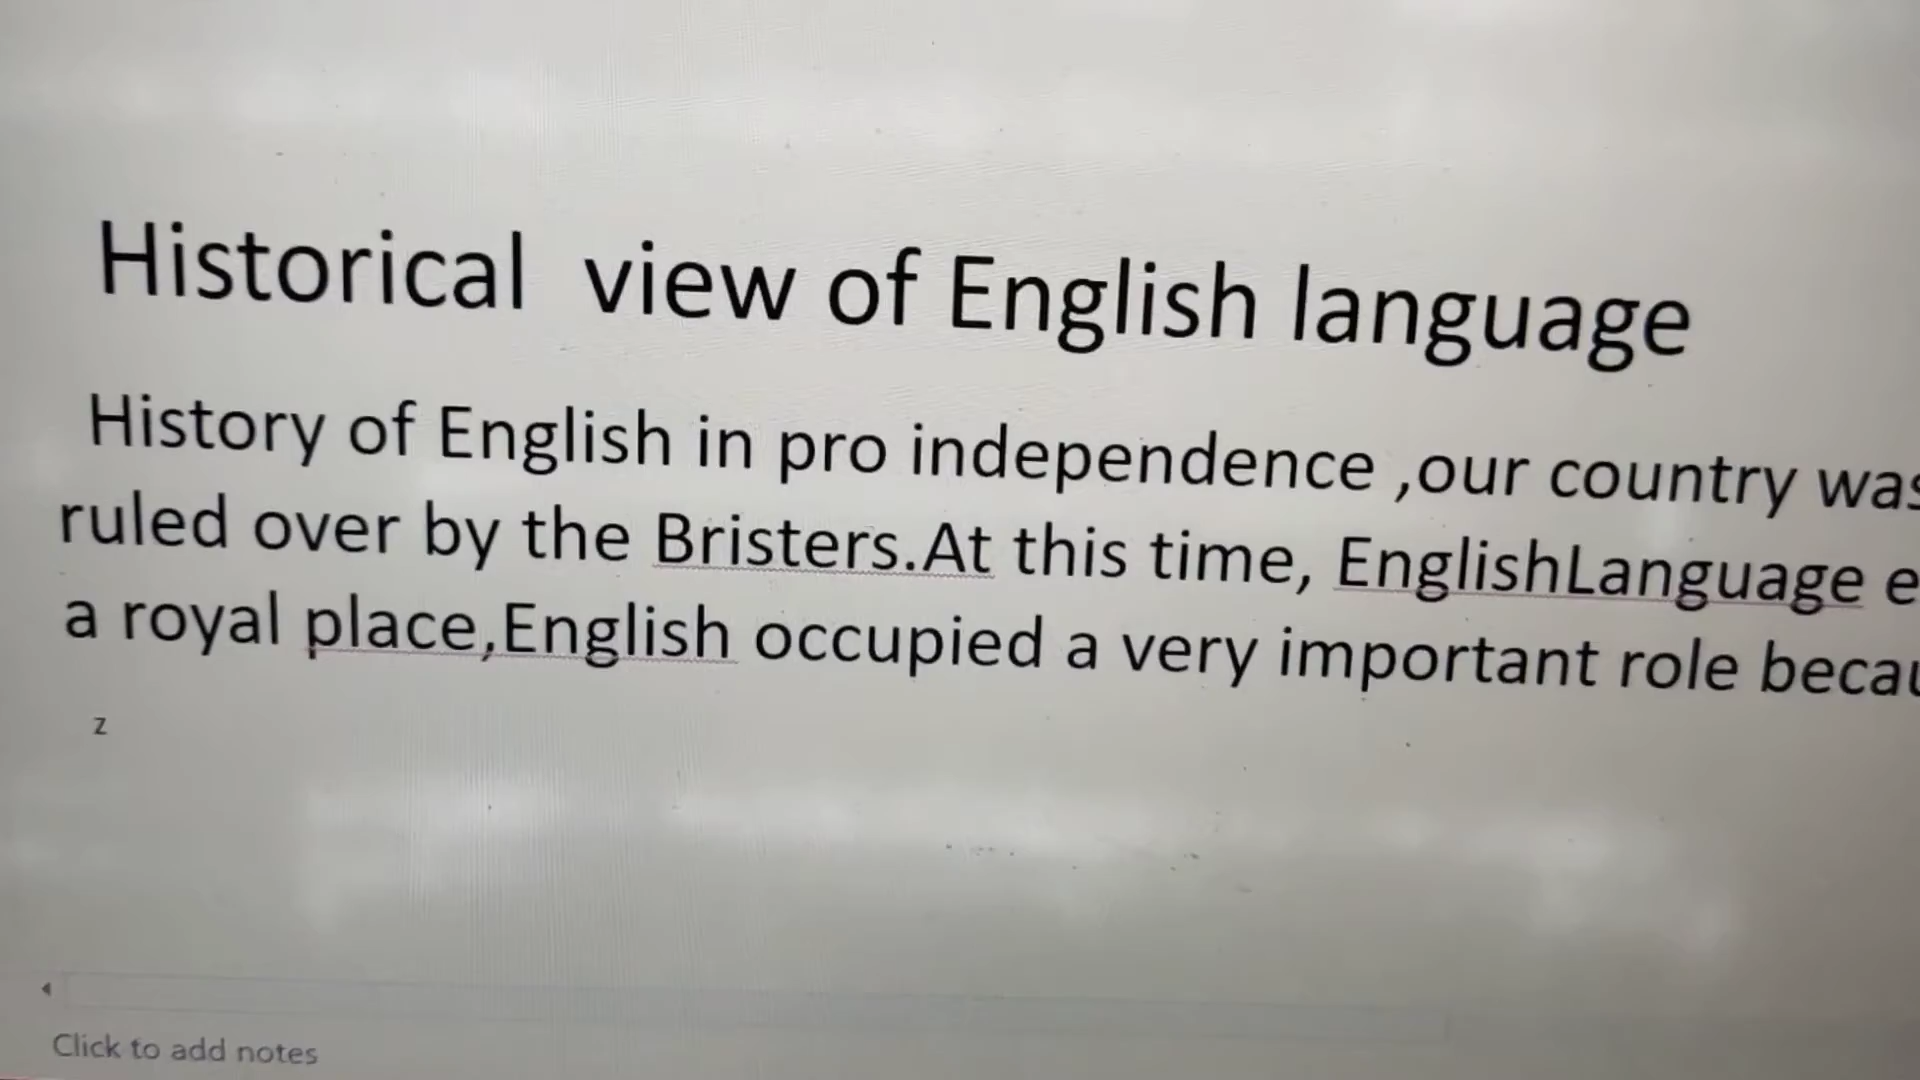 Historical view of English language
History of English in pro independence ,our country was
ruled over by the Bristers.At this time, EnglishLanguage
a royal place,English occupied a very important role
z
Click to add notes